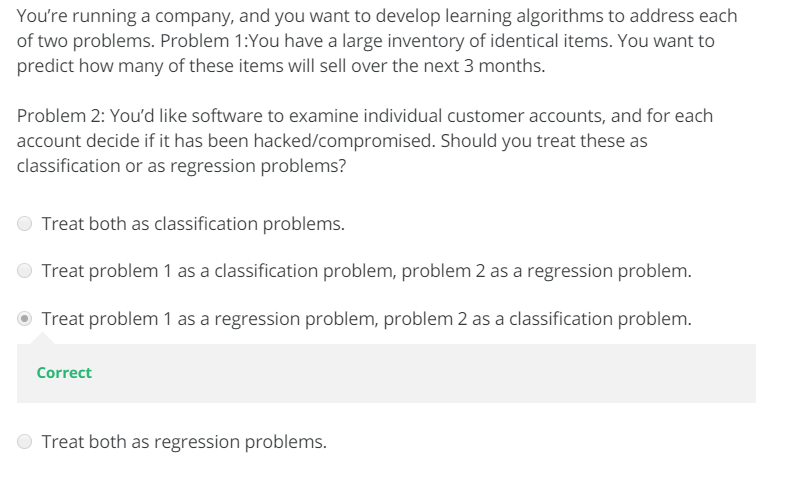 You're running a company, and you want to develop learning algorithms to address each
of two problems. Problem 1:You have a large inventory of identical items. You want to
predict how many of these items will sell over the next 3 months.
Problem 2: You'd like software to examine individual customer accounts, and for each
account decide if it has been hacked/compromised. Should you treat these as
classification or as regression problems?
Treat both as classification problems.
Treat problem 1 as a classification problem, problem 2 as a regression problem.
Treat problem 1 as a regression problem, problem 2 as a classification problem.
Correct
Treat both as regression problems.